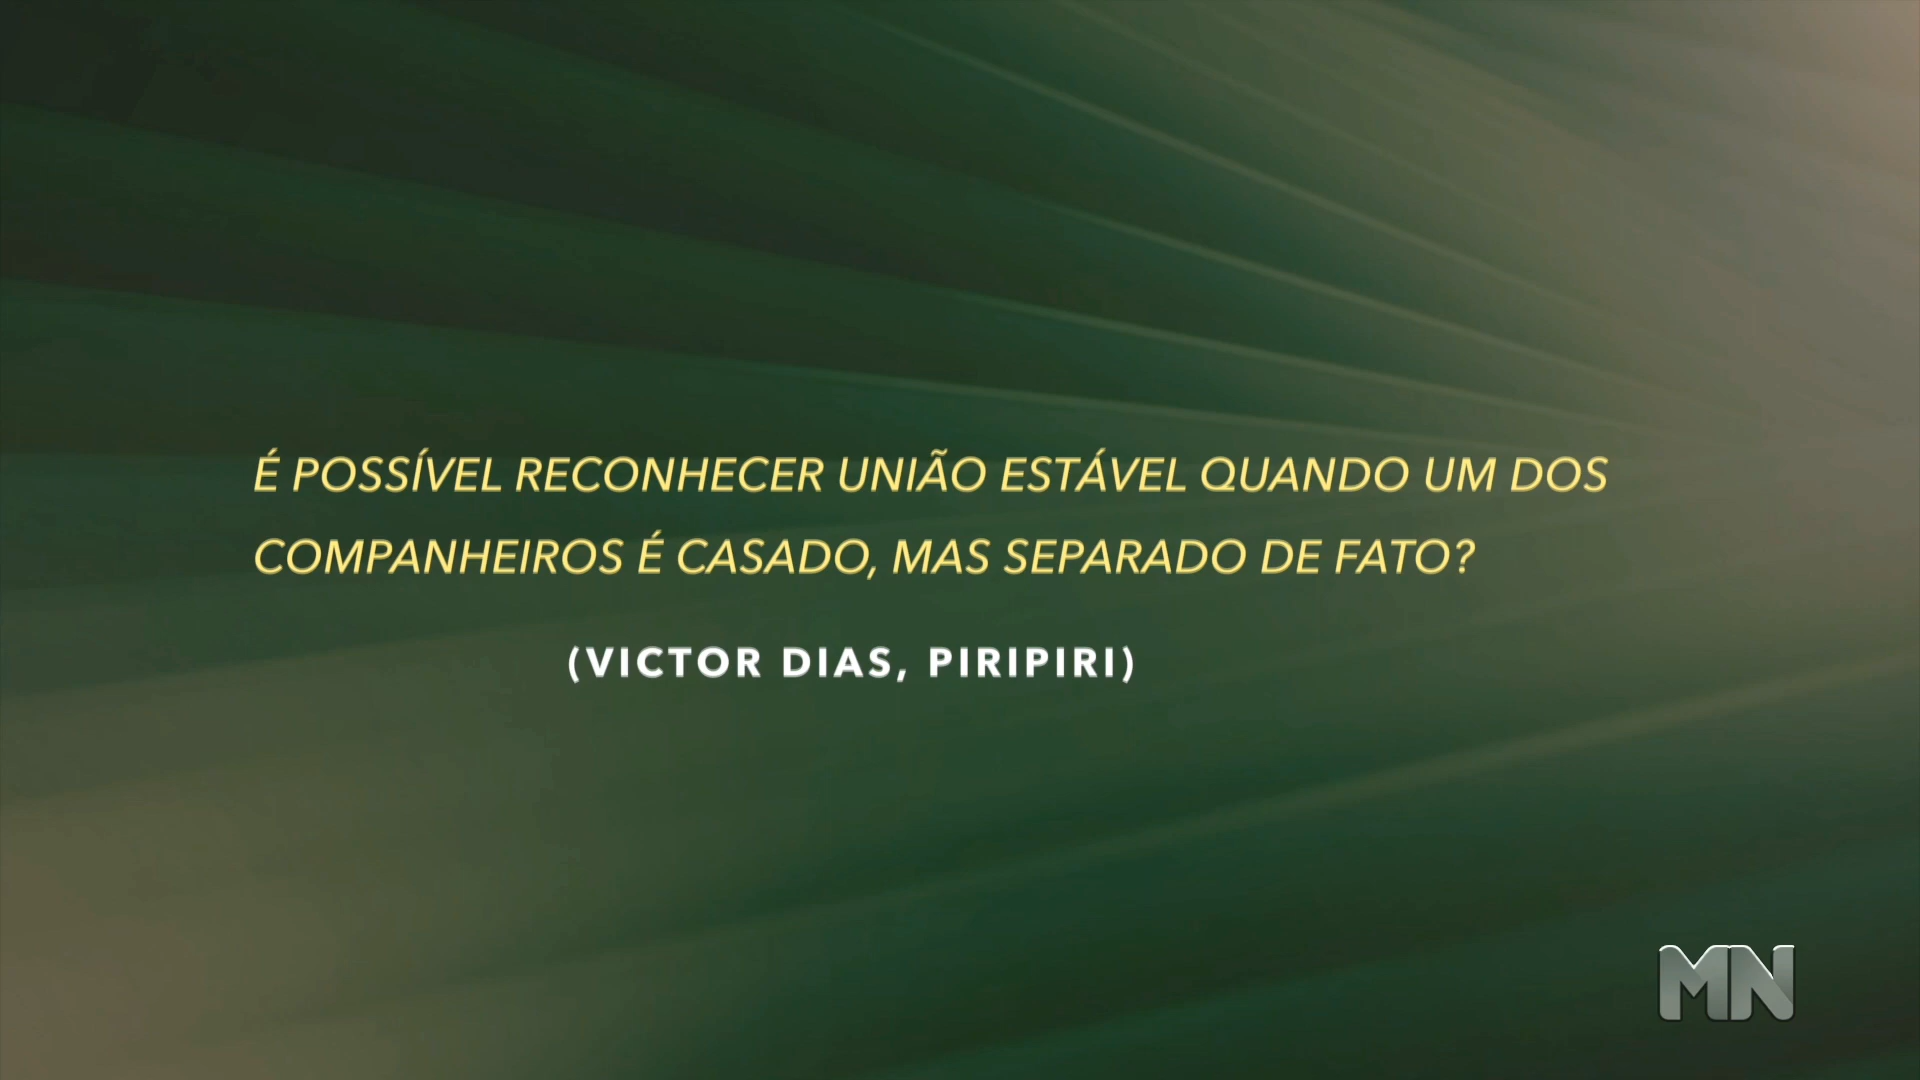 É POSSÍVEL RECONHECER UNIÃO ESTÁVEL QUANDO UM DOS
COMPANHEIROS É CASADO, MAS SEPARADO DE FATO?
(VICTOR DIAS, PIRIPIRI)
MN